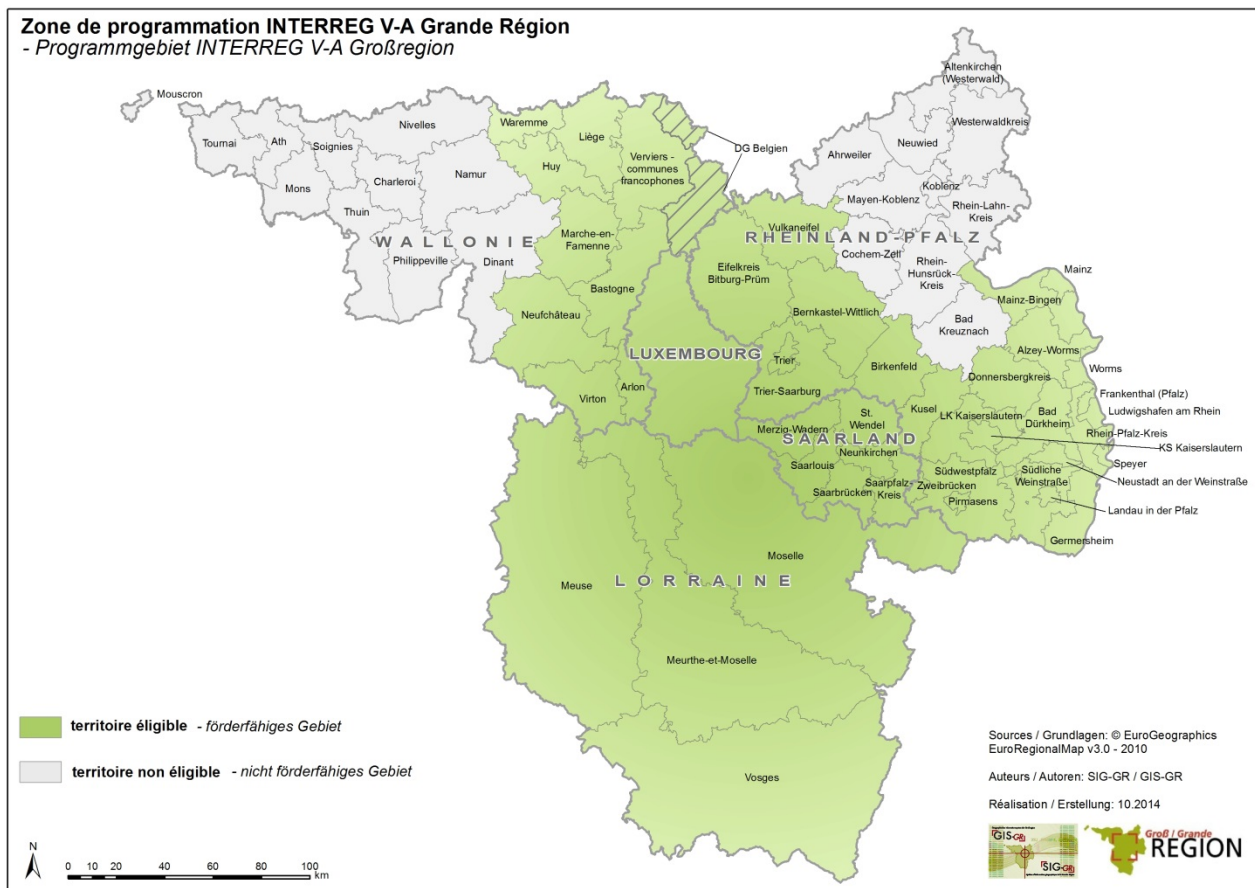 Zone de programmation INTERREG V-A Grande Région
- Programmgebiet INTERREG V-A Großregion
Mouscron
Tournai
Ath
Soignies
Nivelles
Mons
Charleroi
Namur
Thuin
WALLONIE
Philippeville
Dinant
Waremme
Liège
Huy
Verviers -
communes
francophones
DG Belgien
Marche-en-
Famenne
Bastogne
Neufchâteau
Virton
Arlon
LUXEMBOURG
Altenkirchen
(Westerwald)
Westerwaldkreis
Neuwied
Ahrweiler
Koblenz
Mayen-Koblenz
Rhein-Lahn-
Kreis
Vulkaneifel
RHEINLAND-PFALZ
Cochem-Zell
Rhein-
Hunsrück-
Kreis
Eifelkreis
Bitburg-Prüm
Bernkastel-Wittlich
Bad
Kreuznach
Mainz
Mainz-Bingen
Alzey-Worms
Worms
Trier
Trier-Saarburg
Birkenfeld
Donnersbergkreis
Frankenthal (Pfalz)
Ludwigshafen am Rhein
Kusel
LK Kaiserslautern
Bad
Dürkheim
Rhein-Pfalz-Kreis
KS Kaiserslautern
Speyer
Neustadt an der Weinstraße
Südwestpfalz
Zweibrücken
Pirmasens
Südliche
Weinstraße
Landau in der Pfalz
Germersheim
St.
Wendel
Merzig-Wadern
SAARLAND
Neunkirchen
Saarlouis
Saarbrücken
Saarpfalz-
Kreis
Moselle
LORRAINE
Meuse
Meurthe-et-Moselle
Vosges
territoire éligible - förderfähiges Gebiet
territoire non éligible - nicht förderfähiges Gebiet
N
0 10 20 40 60 80 100
km
Sources / Grundlagen: © EuroGeographics
EuroRegionalMap v3.0 - 2010
Auteurs / Autoren: SIG-GR / GIS-GR
Réalisation / Erstellung: 10.2014
GIS-GR
SIG-GR
Groß / Grande
REGION